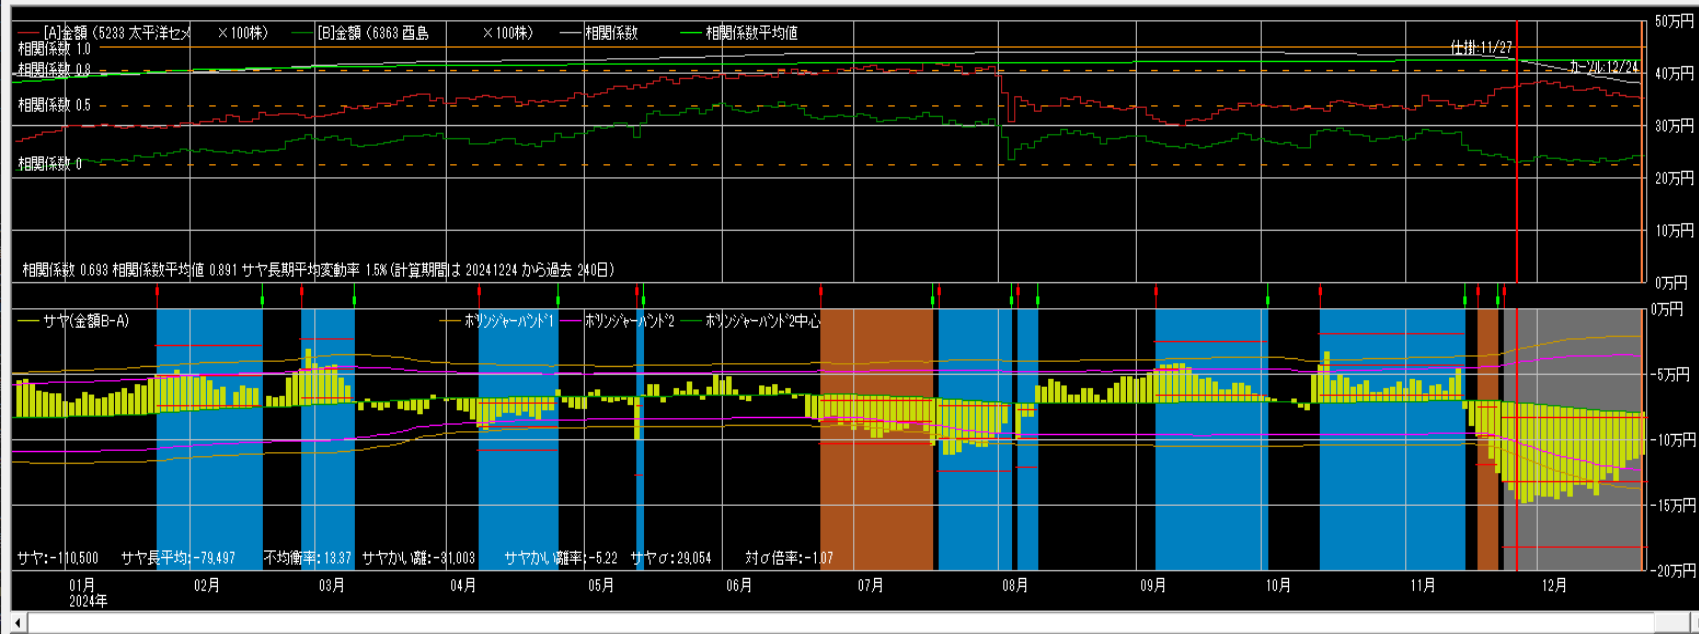 [A]金額 (5233 太平洋セメ ×100株) [B]金額 (6363 酉島 ×100株) 相関係数 相関係数平均値
50万円
相関係数 1.0
仕掛:11/27
相関係数 0.8
カーソル:12/24
40万円
相関係数 0.5
30万円
相関係数 0
20万円
10万円
相関係数 0.693 相関係数平均値 0.891 サヤ長期平均変動率 1.5% (計算期間は 20241224 から過去 240日)
0万円
0万円
サヤ(金額B-A) ボリンジャーバンド1 ボリンジャーバンド2 ボリンジャーバンド2中心
-5万円
-10万円
-15万円
サヤ:-110,500 サヤ長平均:-79,497 不均衡率:13.37 サヤかい離:-31,003 サヤかい離率:-5.22 サヤσ:29,054 対σ倍率:-1.07
-20万円
01月 02月 03月 04月 05月 06月 07月 08月 09月 10月 11月 12月
2024年